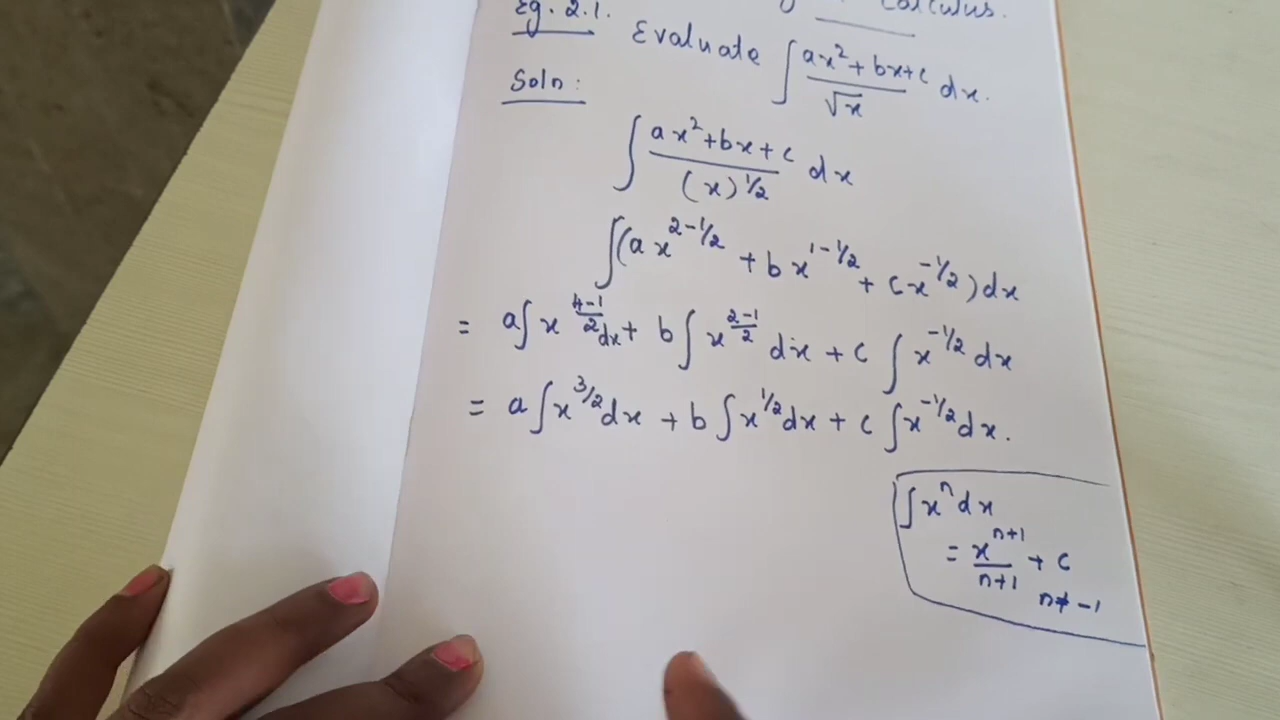 Calculus.
Eg. 2.1. Evaluate ∫ (ax² + bx + c)/√x dx.
Soln:
∫ (ax² + bx + c)/(x)^1/2 dx
∫(a x^2-1/2 + b x^1-1/2 + c x^-1/2) dx
= a∫ x^(4-1)/2 dx + b ∫ x^(2-1)/2 dx + c ∫ x^-1/2 dx
= a ∫ x^3/2 dx + b ∫ x^1/2 dx + c ∫ x^-1/2 dx.
∫ xⁿ dx
= x^n+1/n+1 + c
n ≠ -1